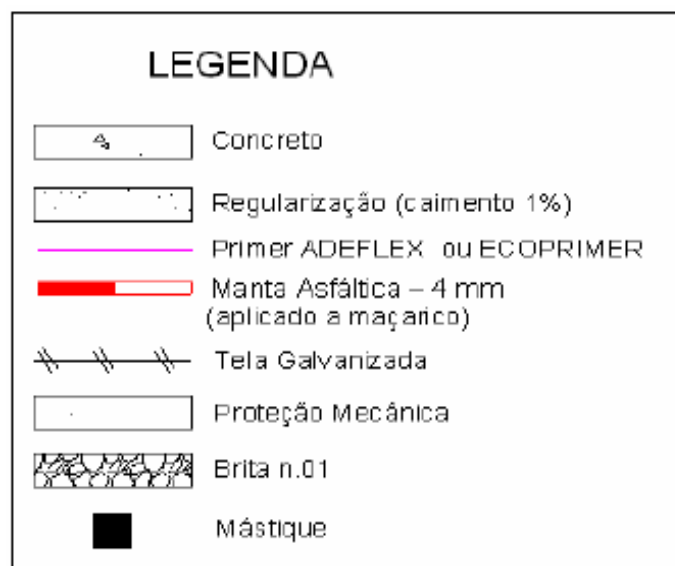 LEGENDA
Concreto
Regularização (caimento 1%)
Primer ADEFLEX ou ECOPRIMER
Manta Asfáltica – 4 mm
(aplicado a maçarico)
Tela Galvanizada
Proteção Mecânica
Brita n.01
Mástique